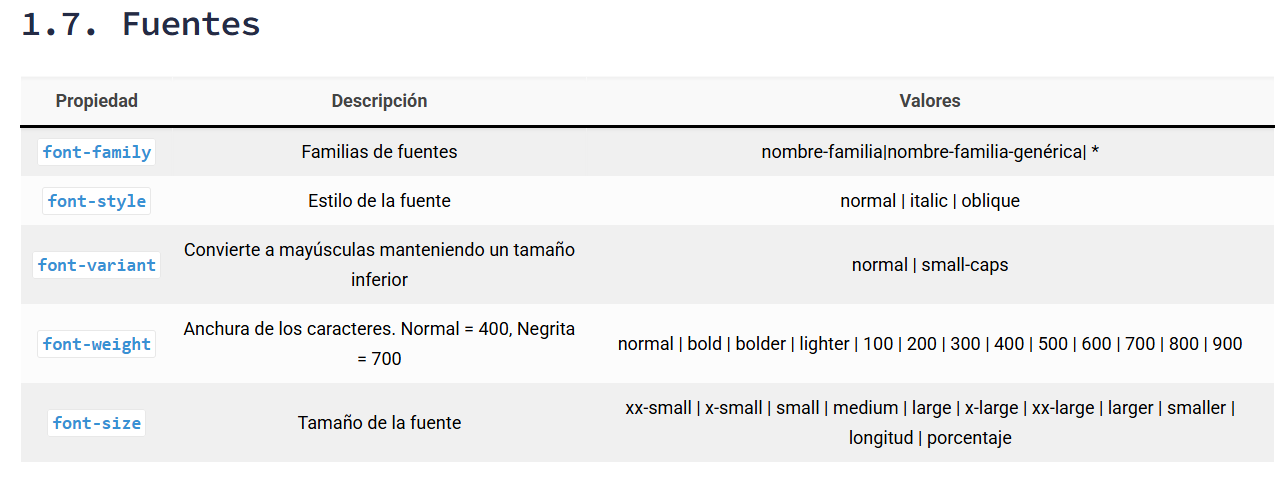 1.7. Fuentes
Propiedad Descripción Valores
font-family Familias de fuentes nombre-familia|nombre-familia-genérica| *
font-style Estilo de la fuente normal | italic | oblique
font-variant Convierte a mayúsculas manteniendo un tamaño
inferior normal | small-caps
font-weight Anchura de los caracteres. Normal = 400, Negrita
= 700 normal | bold | bolder | lighter | 100 | 200 | 300 | 400 | 500 | 600 | 700 | 800 | 900
font-size Tamaño de la fuente xx-small | x-small | small | medium | large | x-large | xx-large | larger | smaller |
longitud | porcentaje